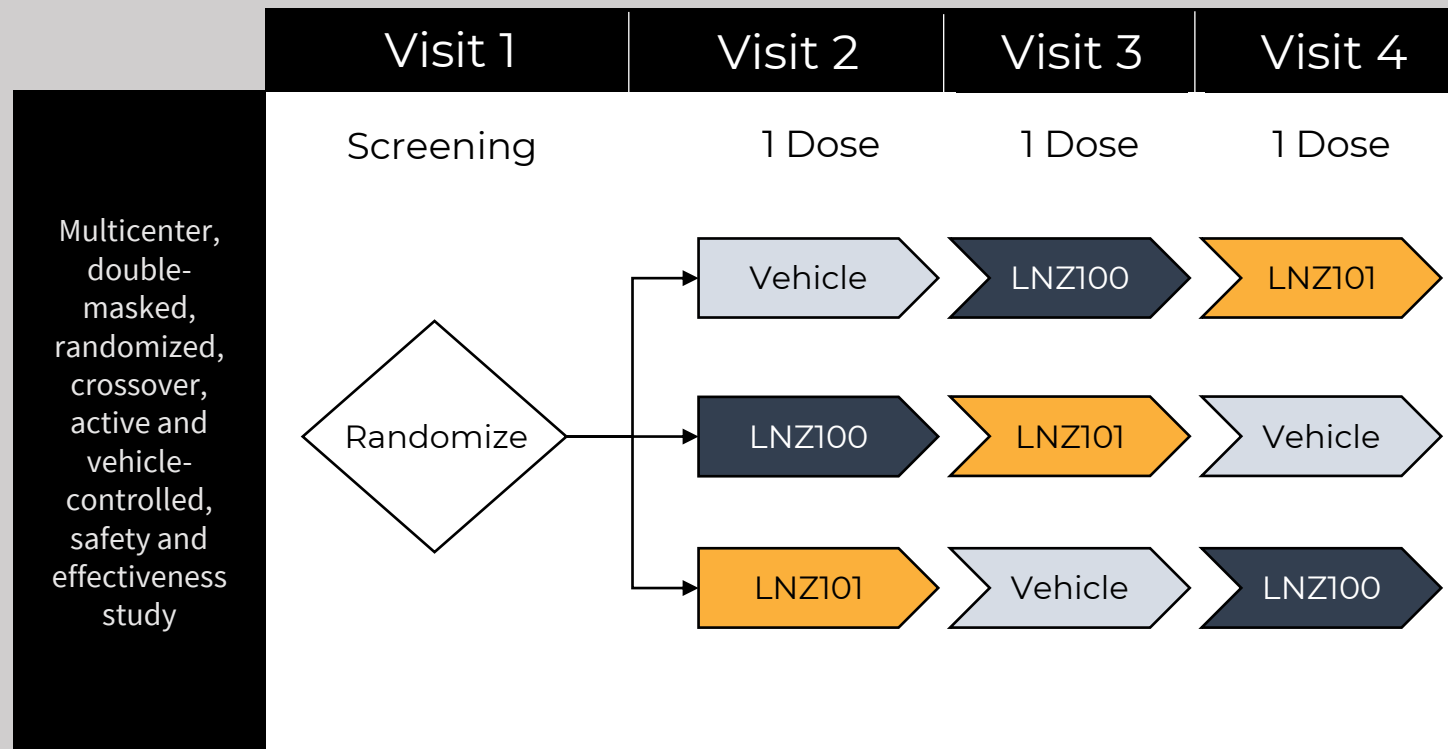 Visit 1 Visit 2 Visit 3 Visit 4
Screening 1 Dose 1 Dose 1 Dose
Multicenter,
double-
masked,
randomized,
crossover,
active and
vehicle-
controlled,
safety and
effectiveness
study
Randomize
Vehicle LNZ100 LNZ101
LNZ100 LNZ101 Vehicle
LNZ101 Vehicle LNZ100